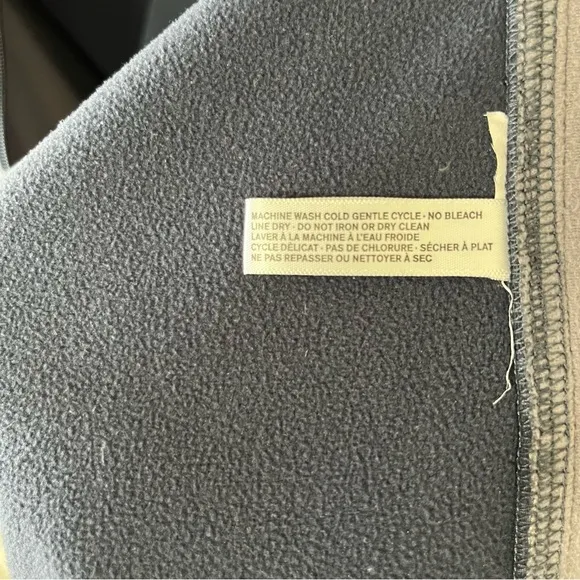 MACHINE WASH COLD GENTLE CYCLE · NO BLEACH
LINE DRY · DO NOT IRON OR DRY CLEAN
LAVER À LA MACHINE À L'EAU FROIDE
CYCLE DÉLICAT · PAS DE CHLORURE · SÉCHER À PLAT
NE PAS REPASSER OU NETTOYER À SEC